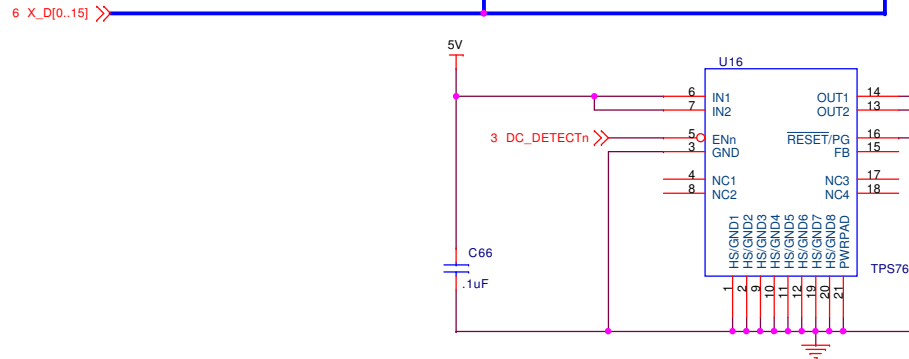 6 X_D[0..15]
5V
U16
6 IN1 OUT1 14
7 IN2 OUT2 13
3 DC_DETECTn 5 ENn RESET/PG 16
3 GND FB 15
4 NC1 NC3 17
8 NC2 NC4 18
HS/GND1 HS/GND2 HS/GND3 HS/GND4 HS/GND5 HS/GND6 HS/GND7 HS/GND8 PWRPAD
C66
.1uF
TPS76
1 2 9 10 11 12 19 20 21